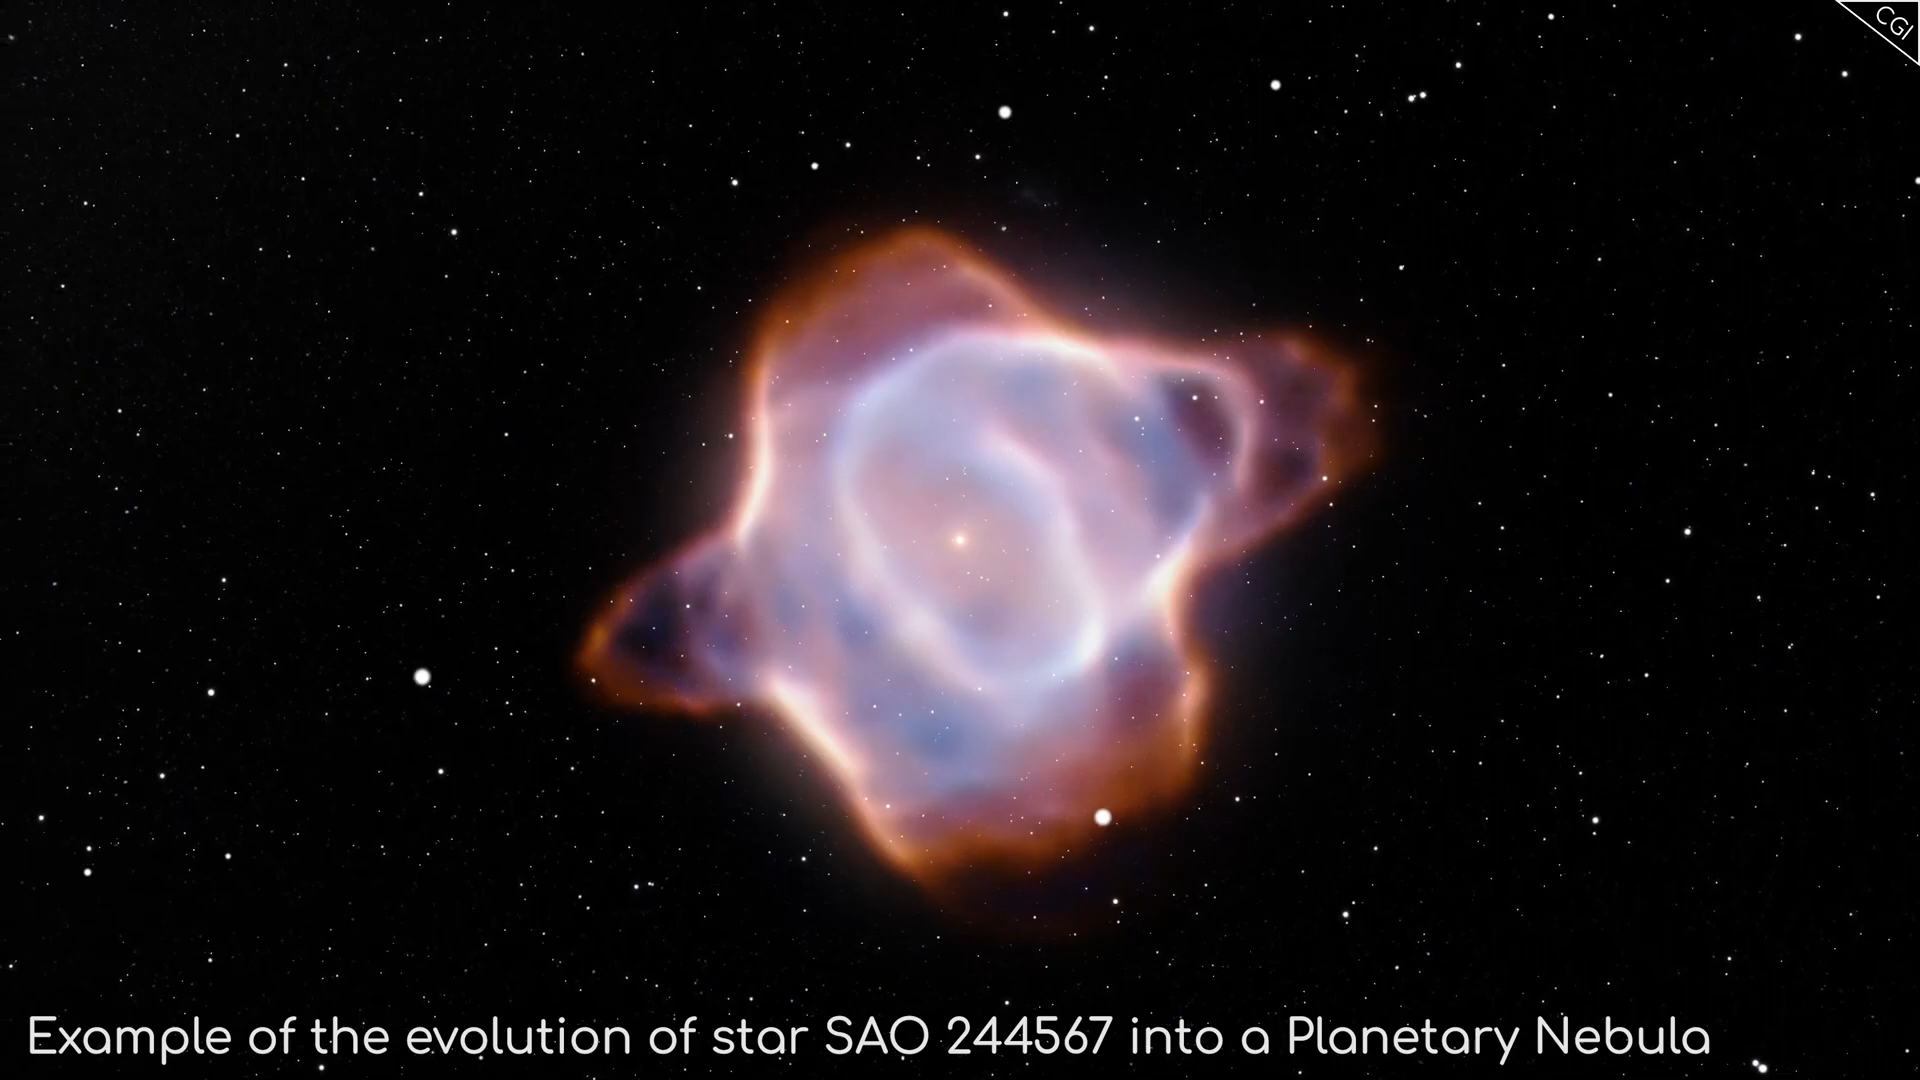 CGI
Example of the evolution of star SAO 244567 into a Planetary Nebula